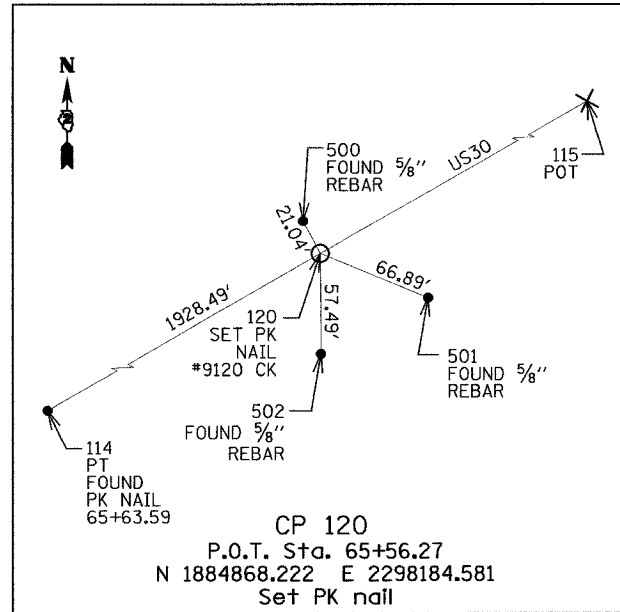 N
500
FOUND 5/8"
REBAR
US30
115
POT
21.04'
66.89'
1928.49'
57.49'
120
SET PK
NAIL
#9120 CK
501
FOUND 5/8"
REBAR
502
FOUND 5/8"
REBAR
114
PT
FOUND
PK NAIL
65+63.59
CP 120
P.O.T. Sta. 65+56.27
N 1884868.222 E 2298184.581
Set PK nail